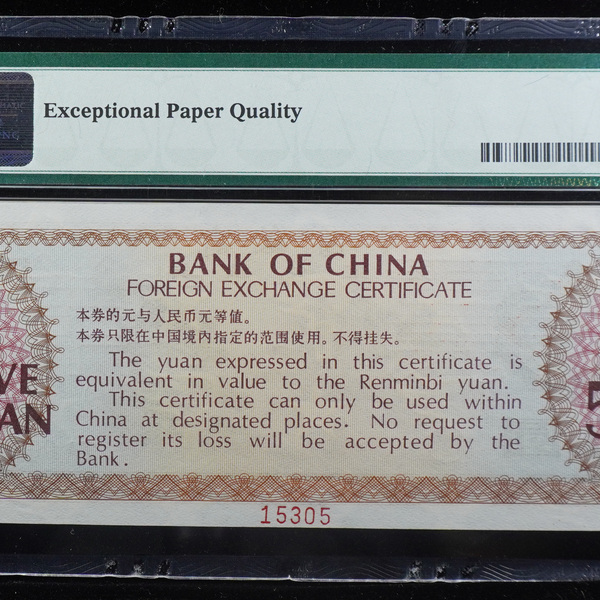 Exceptional Paper Quality
BANK OF CHINA
FOREIGN EXCHANGE CERTIFICATE
本券的元与人民币元等值。
本券只限在中国境内指定的范围使用。不得挂失。
The yuan expressed in this certificate is
equivalent in value to the Renminbi yuan.
This certificate can only be used within
China at designated places. No request to
register its loss will be accepted by the
Bank.
VE
AN
5
15305